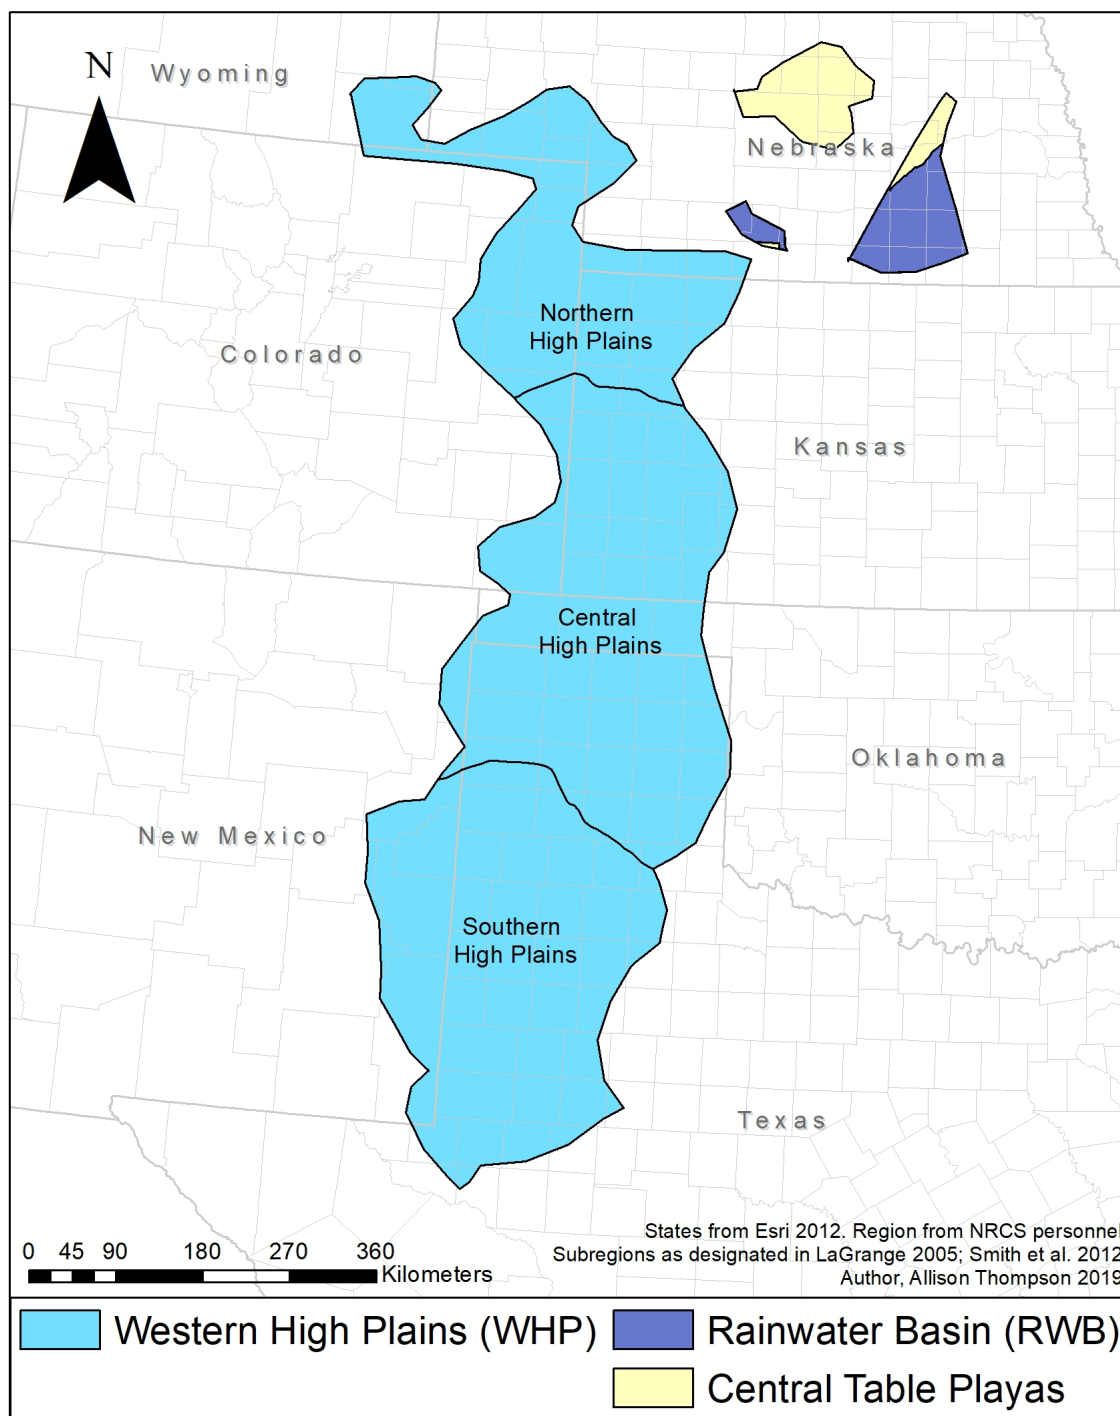 N
Wyoming
Nebraska
Northern
High Plains
Colorado
Kansas
Central
High Plains
Oklahoma
New Mexico
Southern
High Plains
Texas
States from Esri 2012. Region from NRCS personnel
Subregions as designated in LaGrange 2005; Smith et al. 2012
Author, Allison Thompson 2019
0 45 90 180 270 360
Kilometers
Western High Plains (WHP)
Rainwater Basin (RWB)
Central Table Playas